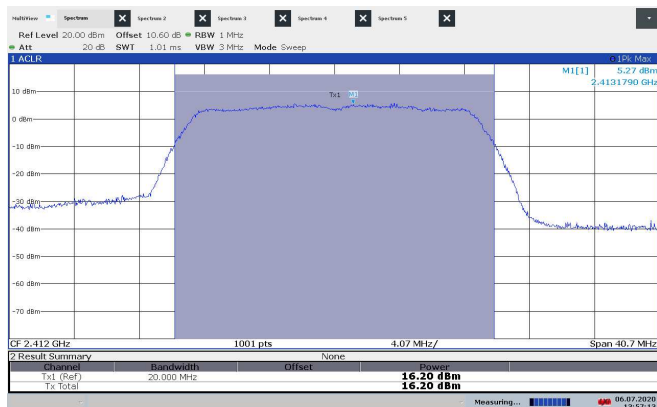 MultiView Spectrum X Spectrum 2 X Spectrum 3 X Spectrum 4 X Spectrum 5 X
Ref Level 20.00 dBm Offset 10.60 dB RBW 1 MHz
Att 20 dB SWT 1.01 ms VBW 3 MHz Mode Sweep
1 ACLR 1Pk Max
M1[1] 5.27 dBm
2.4131790 GHz
10 dBm
Tx1 M1
0 dBm
-10 dBm
-20 dBm
-30 dBm
-40 dBm
-50 dBm
-60 dBm
-70 dBm
CF 2.412 GHz 1001 pts 4.07 MHz/ Span 40.7 MHz
2 Result Summary None
Channel Bandwidth Offset Power
Tx1 (Ref) 20.000 MHz 16.20 dBm
Tx Total 16.20 dBm
Measuring... 06.07.2020
13:57:13